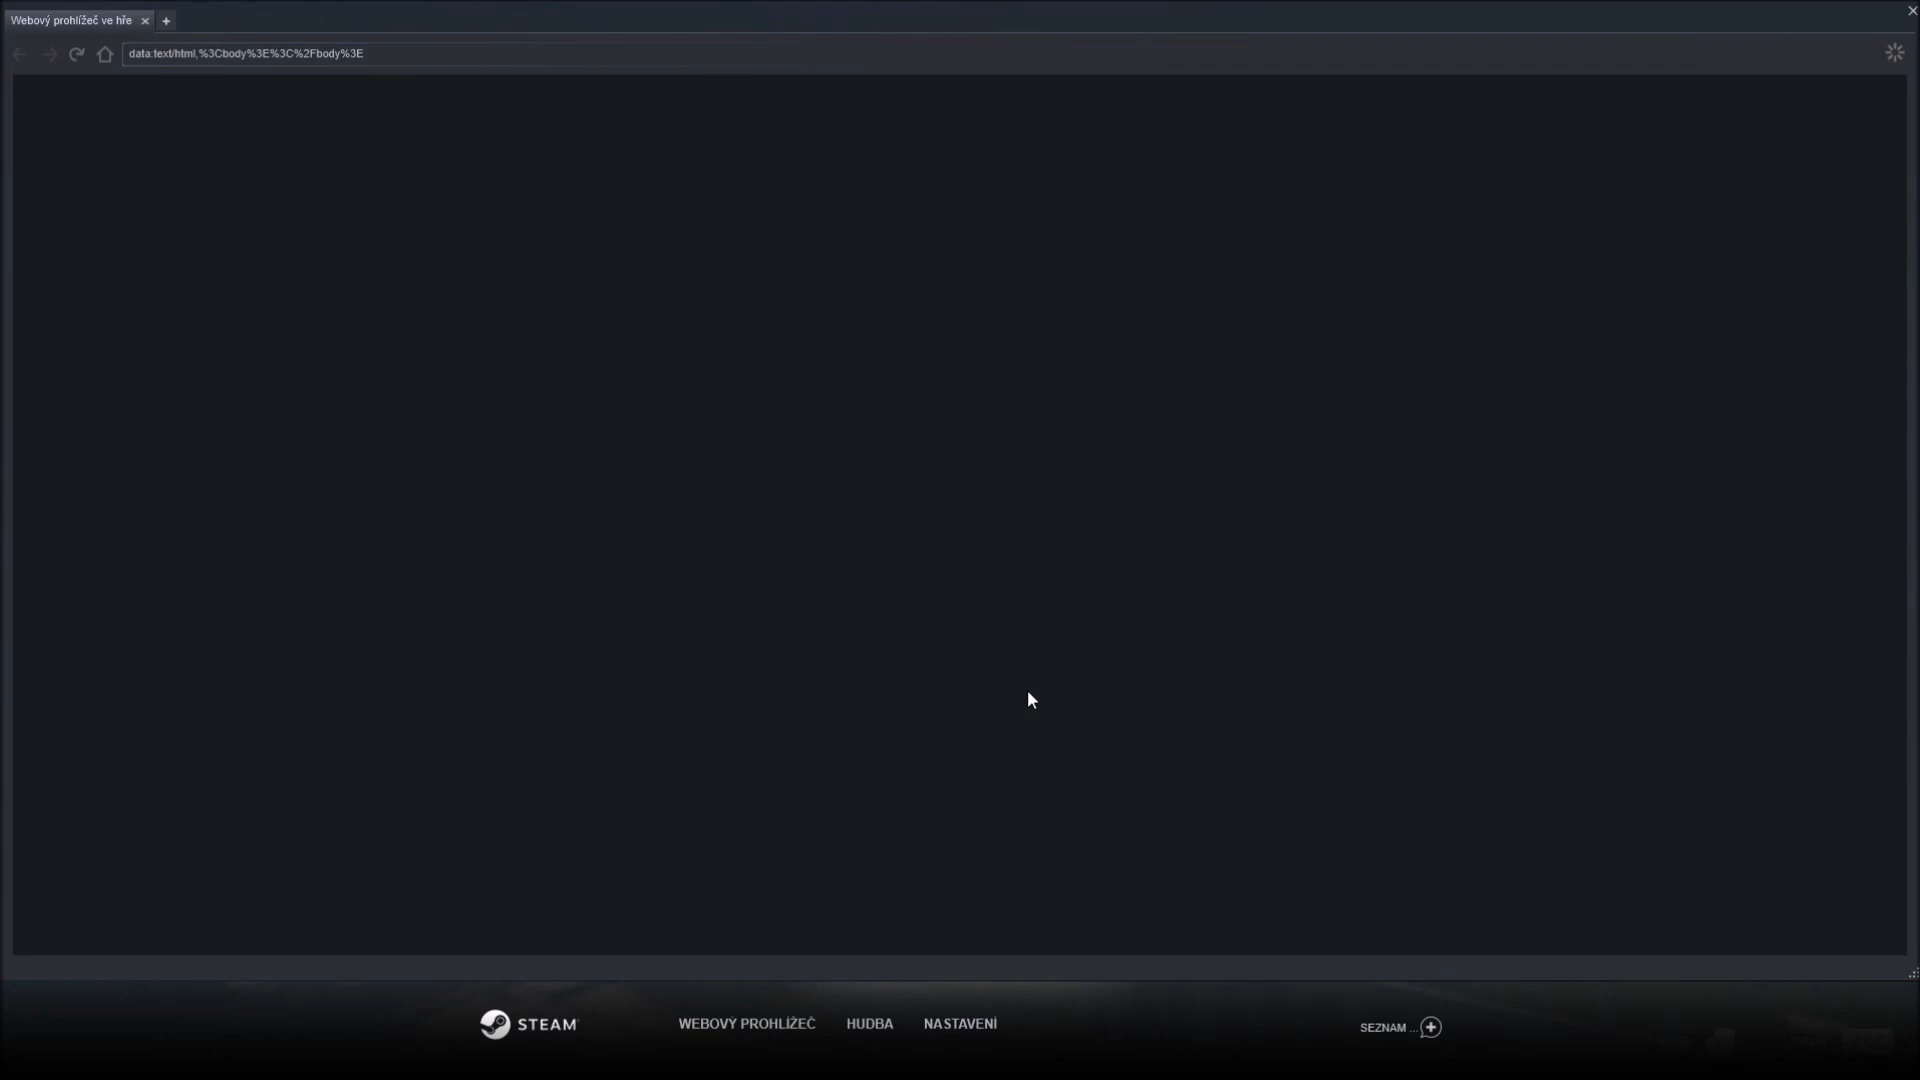 Webový prohlížeč ve hře
data:text/html,%3Cbody%3E%3C%2Fbody%3E
STEAM
WEBOVÝ PROHLÍŽEČ
HUDBA
NASTAVENÍ
SEZNAM ...